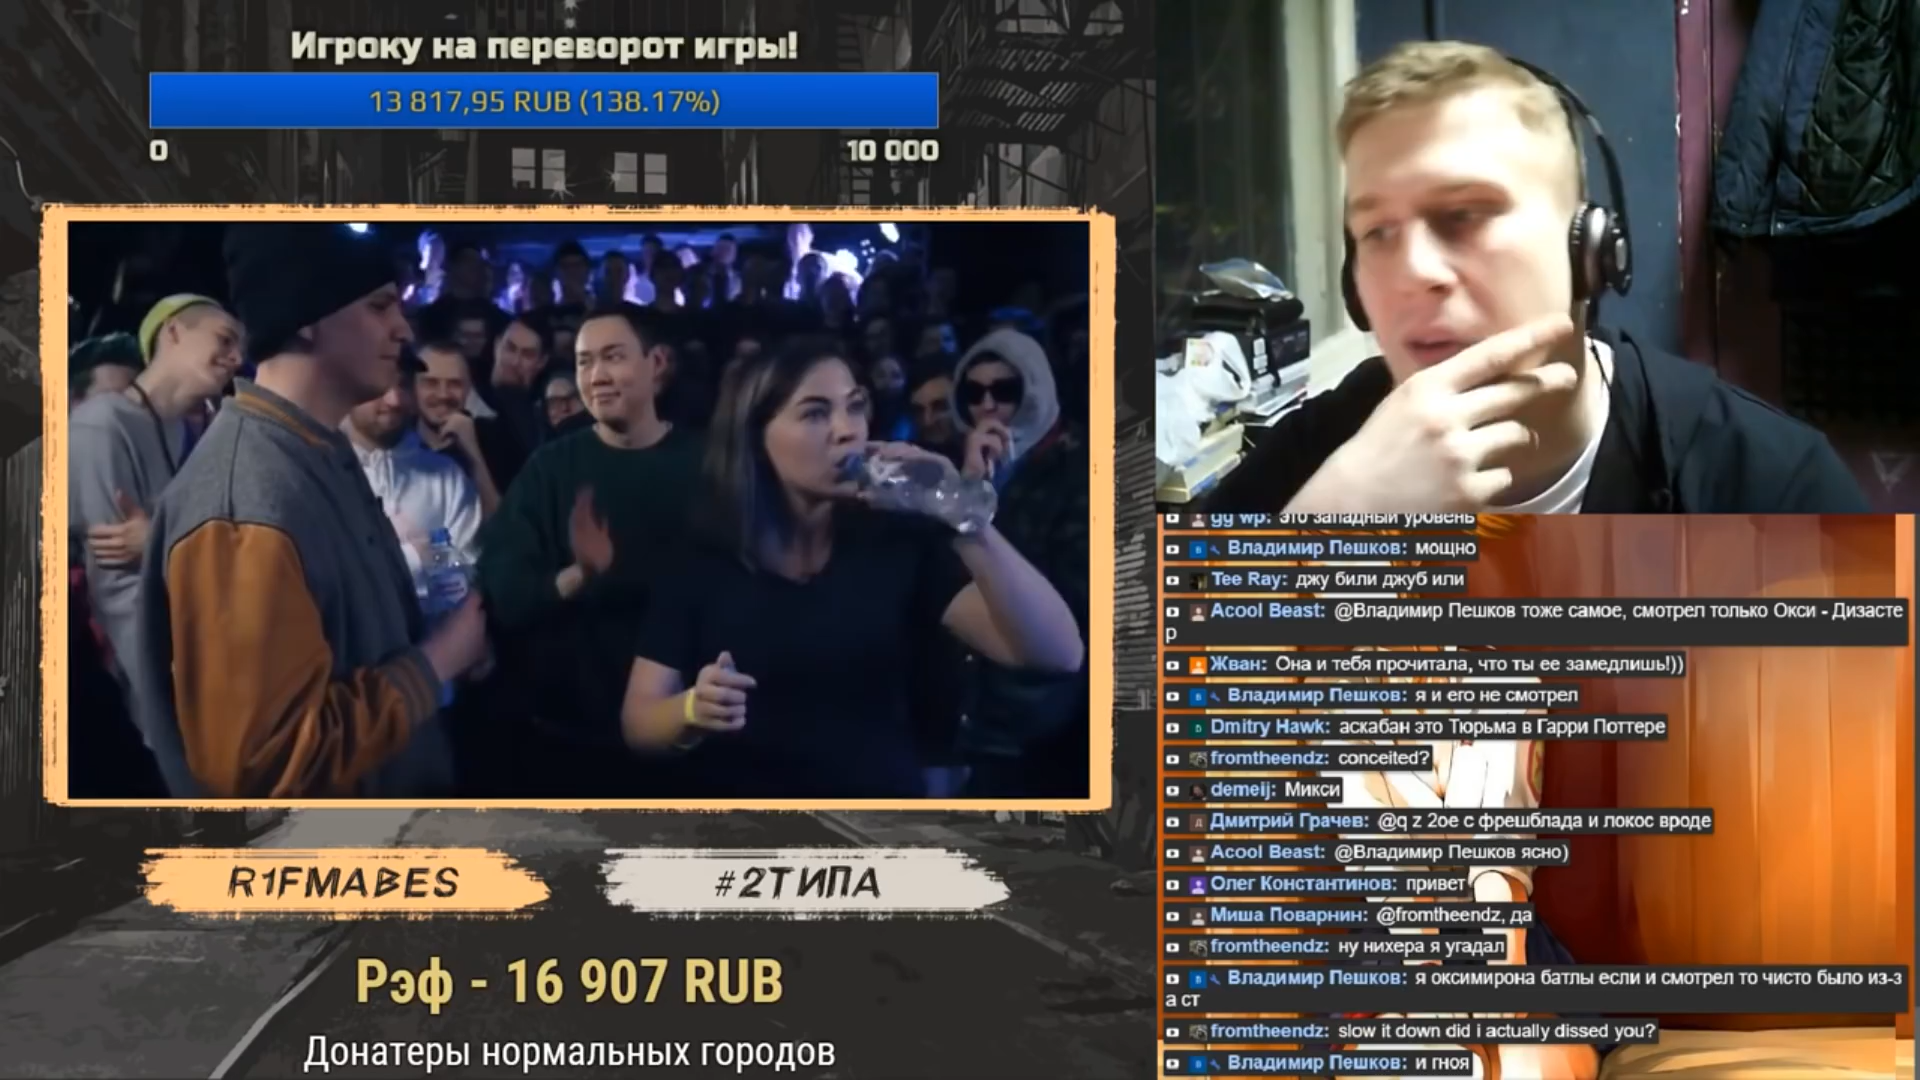 Игроку на переворот игры!
13 817,95 RUB (138.17%)
0
10 000
R1FMABES
#2ТИПА
Рэф - 16 907 RUB
Донатеры нормальных городов
gg wp: это западный уровень
Владимир Пешков: мощно
Tee Ray: джу били джуб или
Acool Beast: @Владимир Пешков тоже самое, смотрел только Окси - Дизасте
р
Жван: Она и тебя прочитала, что ты ее замедлишь!))
Владимир Пешков: я и его не смотрел
Dmitry Hawk: аскабан это Тюрьма в Гарри Поттере
fromtheendz: conceited?
demeij: Микси
Дмитрий Грачев: @q z 2ое с фрешблада и локос вроде
Acool Beast: @Владимир Пешков ясно)
Олег Константинов: привет
Миша Поварнин: @fromtheendz, да
fromtheendz: ну нихера я угадал
Владимир Пешков: я оксимирона батлы если и смотрел то чисто было из-з
а ст
fromtheendz: slow it down did i actually dissed you?
Владимир Пешков: и гноя